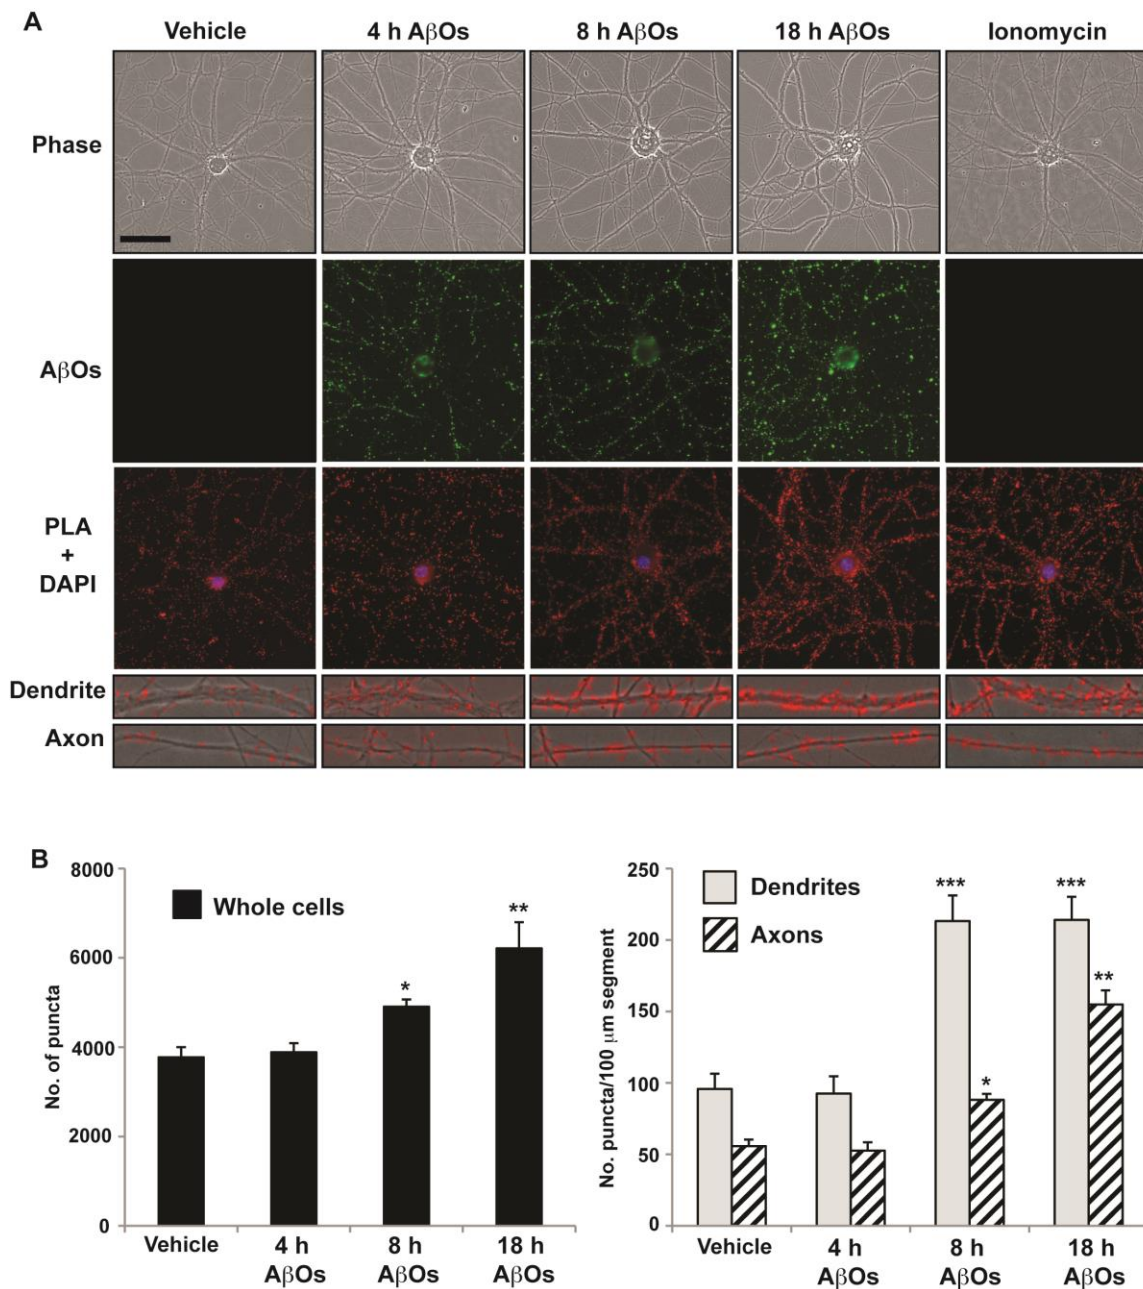 A
Vehicle 4 h AβOs 8 h AβOs 18 h AβOs Ionomycin
Phase
AβOs
PLA
+
DAPI
Dendrite
Axon
B
8000
6000
4000
2000
0
No. of puncta
Whole cells
*
**
Vehicle 4 h 8 h 18 h
AβOs AβOs AβOs
250
200
150
100
50
0
No. puncta/100 μm segment
Dendrites
Axons
*** ***
* **
Vehicle 4 h 8 h 18 h
AβOs AβOs AβOs